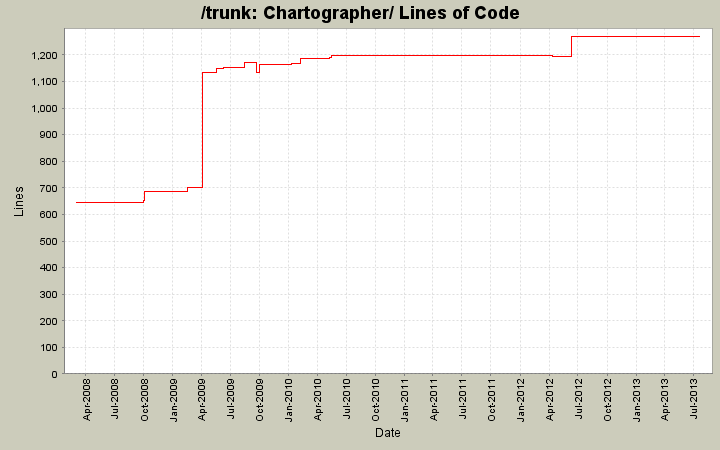 /trunk: Chartographer/ Lines of Code
1,200
1,100
1,000
900
800
700
600
500
400
300
200
100
0
Lines
Apr-2008
Jul-2008
Oct-2008
Jan-2009
Apr-2009
Jul-2009
Oct-2009
Jan-2010
Apr-2010
Jul-2010
Oct-2010
Jan-2011
Apr-2011
Jul-2011
Oct-2011
Jan-2012
Apr-2012
Jul-2012
Oct-2012
Jan-2013
Apr-2013
Jul-2013
Date